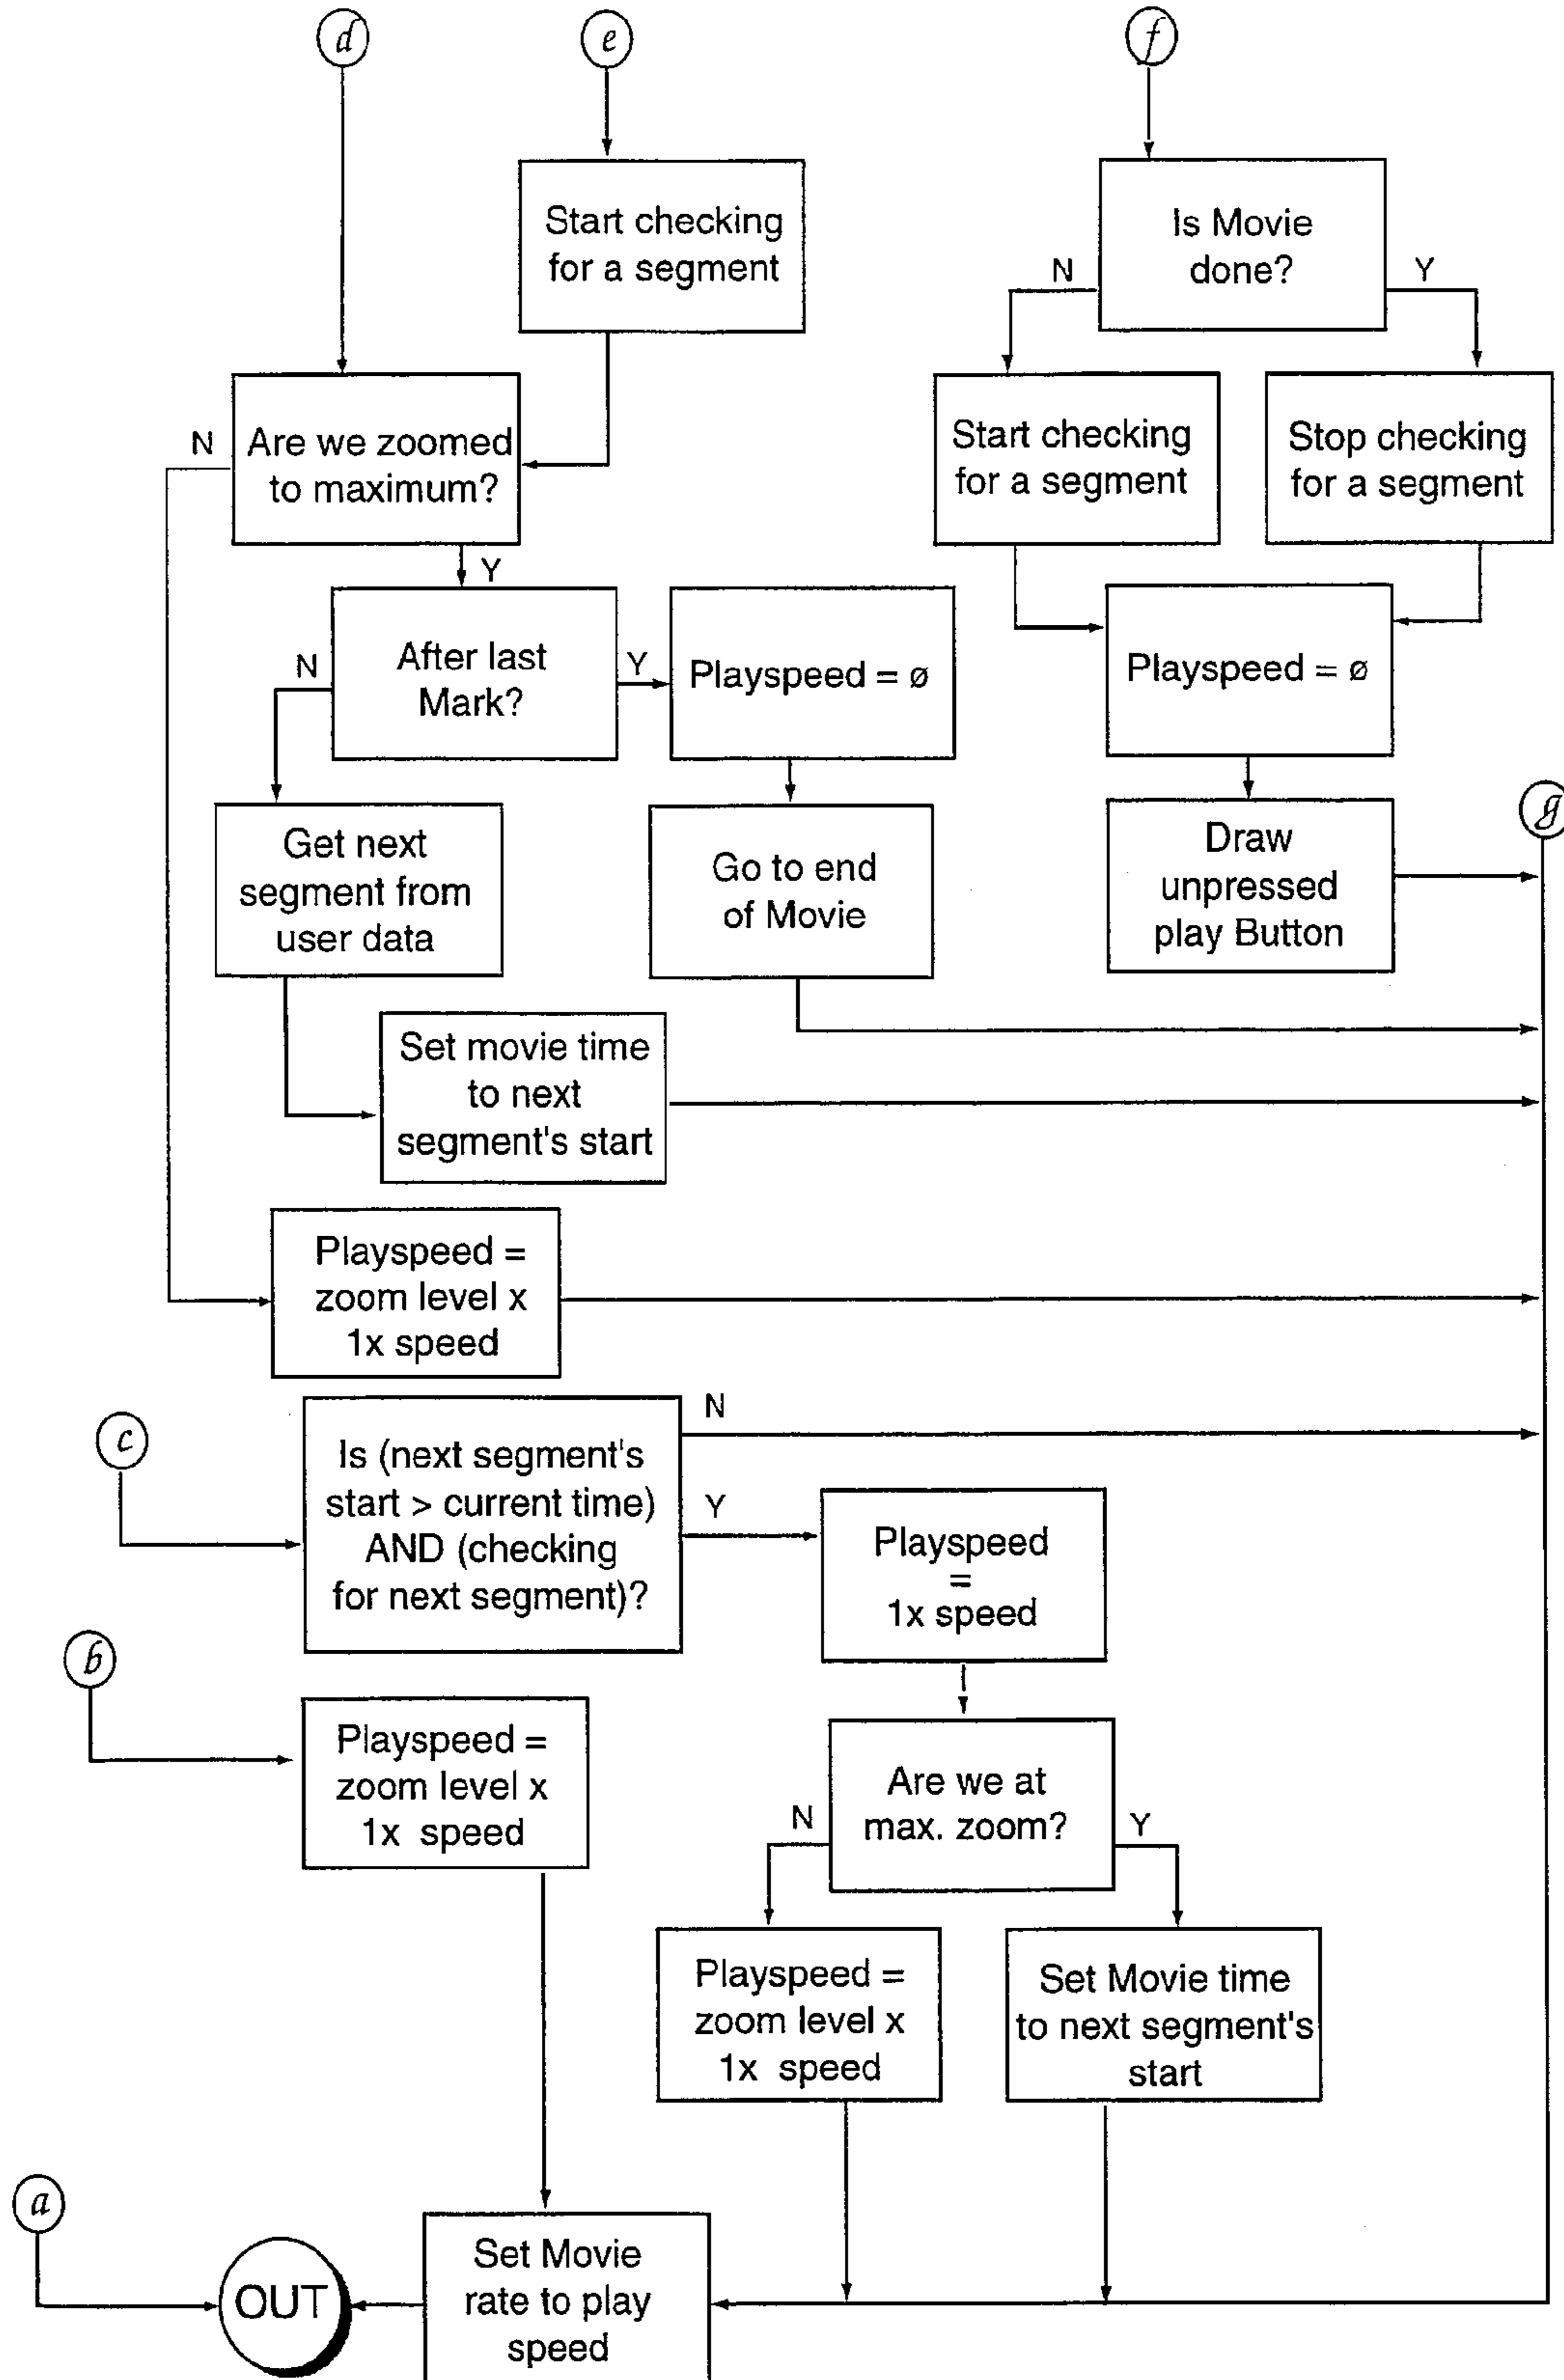 d
e
f
Start checking
for a segment
Is Movie
done?
N
Y
Are we zoomed
to maximum?
N
Y
Start checking
for a segment
Stop checking
for a segment
After last
Mark?
N
Y
Playspeed = ø
Playspeed = ø
Get next
segment from
user data
Go to end
of Movie
Draw
unpressed
play Button
g
Set movie time
to next
segment's start
Playspeed =
zoom level x
1x speed
c
Is (next segment's
start > current time)
AND (checking
for next segment)?
N
Y
Playspeed
=
1x speed
b
Playspeed =
zoom level x
1x speed
Are we at
max. zoom?
N
Y
Playspeed =
zoom level x
1x speed
Set Movie time
to next segment's
start
a
OUT
Set Movie
rate to play
speed